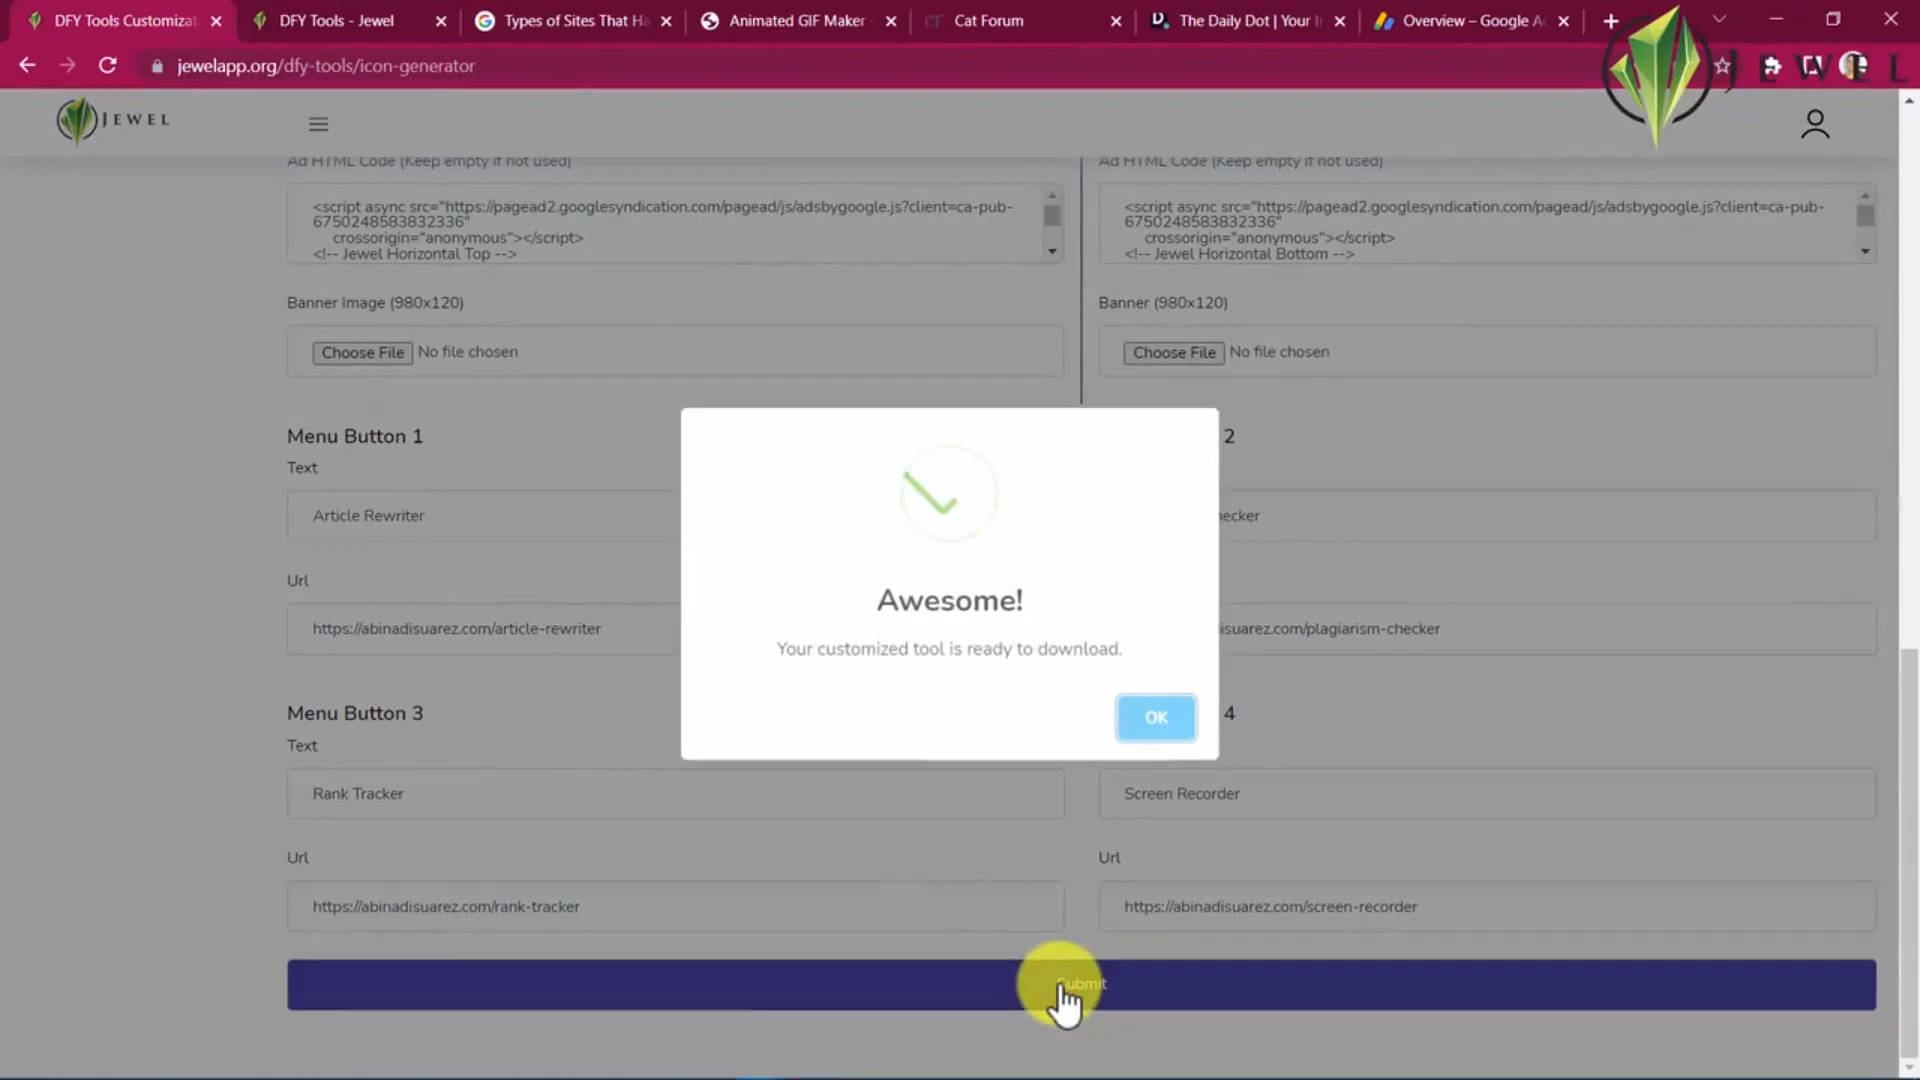 DFY Tools Customizat
DFY Tools - Jewel
Types of Sites That Ha
Animated GIF Maker -
CF Cat Forum
D. The Daily Dot | Your In
Overview – Google A
jewelapp.org/dfy-tools/icon-generator
JEWEL
JEWEL
Ad HTML Code (Keep empty if not used)
Ad HTML Code (Keep empty if not used)
<script async src="https://pagead2.googlesyndication.com/pagead/js/adsbygoogle.js?client=ca-pub-
6750248583832336"
crossorigin="anonymous"></script>
<!-- Jewel Horizontal Top -->
<script async src="https://pagead2.googlesyndication.com/pagead/js/adsbygoogle.js?client=ca-pub-
6750248583832336"
crossorigin="anonymous"></script>
<!-- Jewel Horizontal Bottom -->
Banner Image (980x120)
Banner (980x120)
Choose File No file chosen
Choose File No file chosen
Menu Button 1
2
Text
Article Rewriter
hecker
Url
https://abinadisuarez.com/article-rewriter
isuarez.com/plagiarism-checker
Awesome!
Your customized tool is ready to download.
OK
Menu Button 3
4
Text
Rank Tracker
Screen Recorder
Url
Url
https://abinadisuarez.com/rank-tracker
https://abinadisuarez.com/screen-recorder
Submit